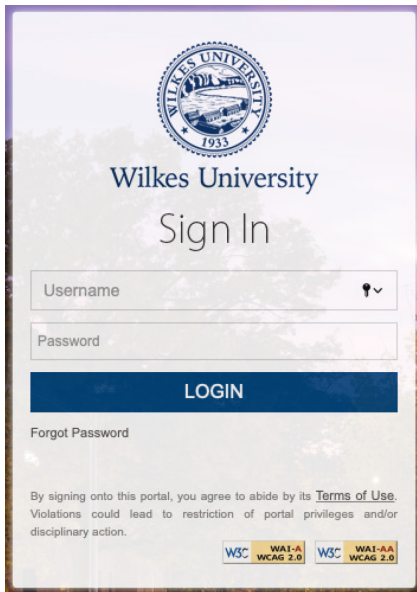 WILKES UNIVERSITY
1933
Wilkes University
Sign In
Username
Password
LOGIN
Forgot Password
By signing onto this portal, you agree to abide by its Terms of Use.
Violations could lead to restriction of portal privileges and/or
disciplinary action.
W3C WAI-A WCAG 2.0
W3C WAI-AA WCAG 2.0